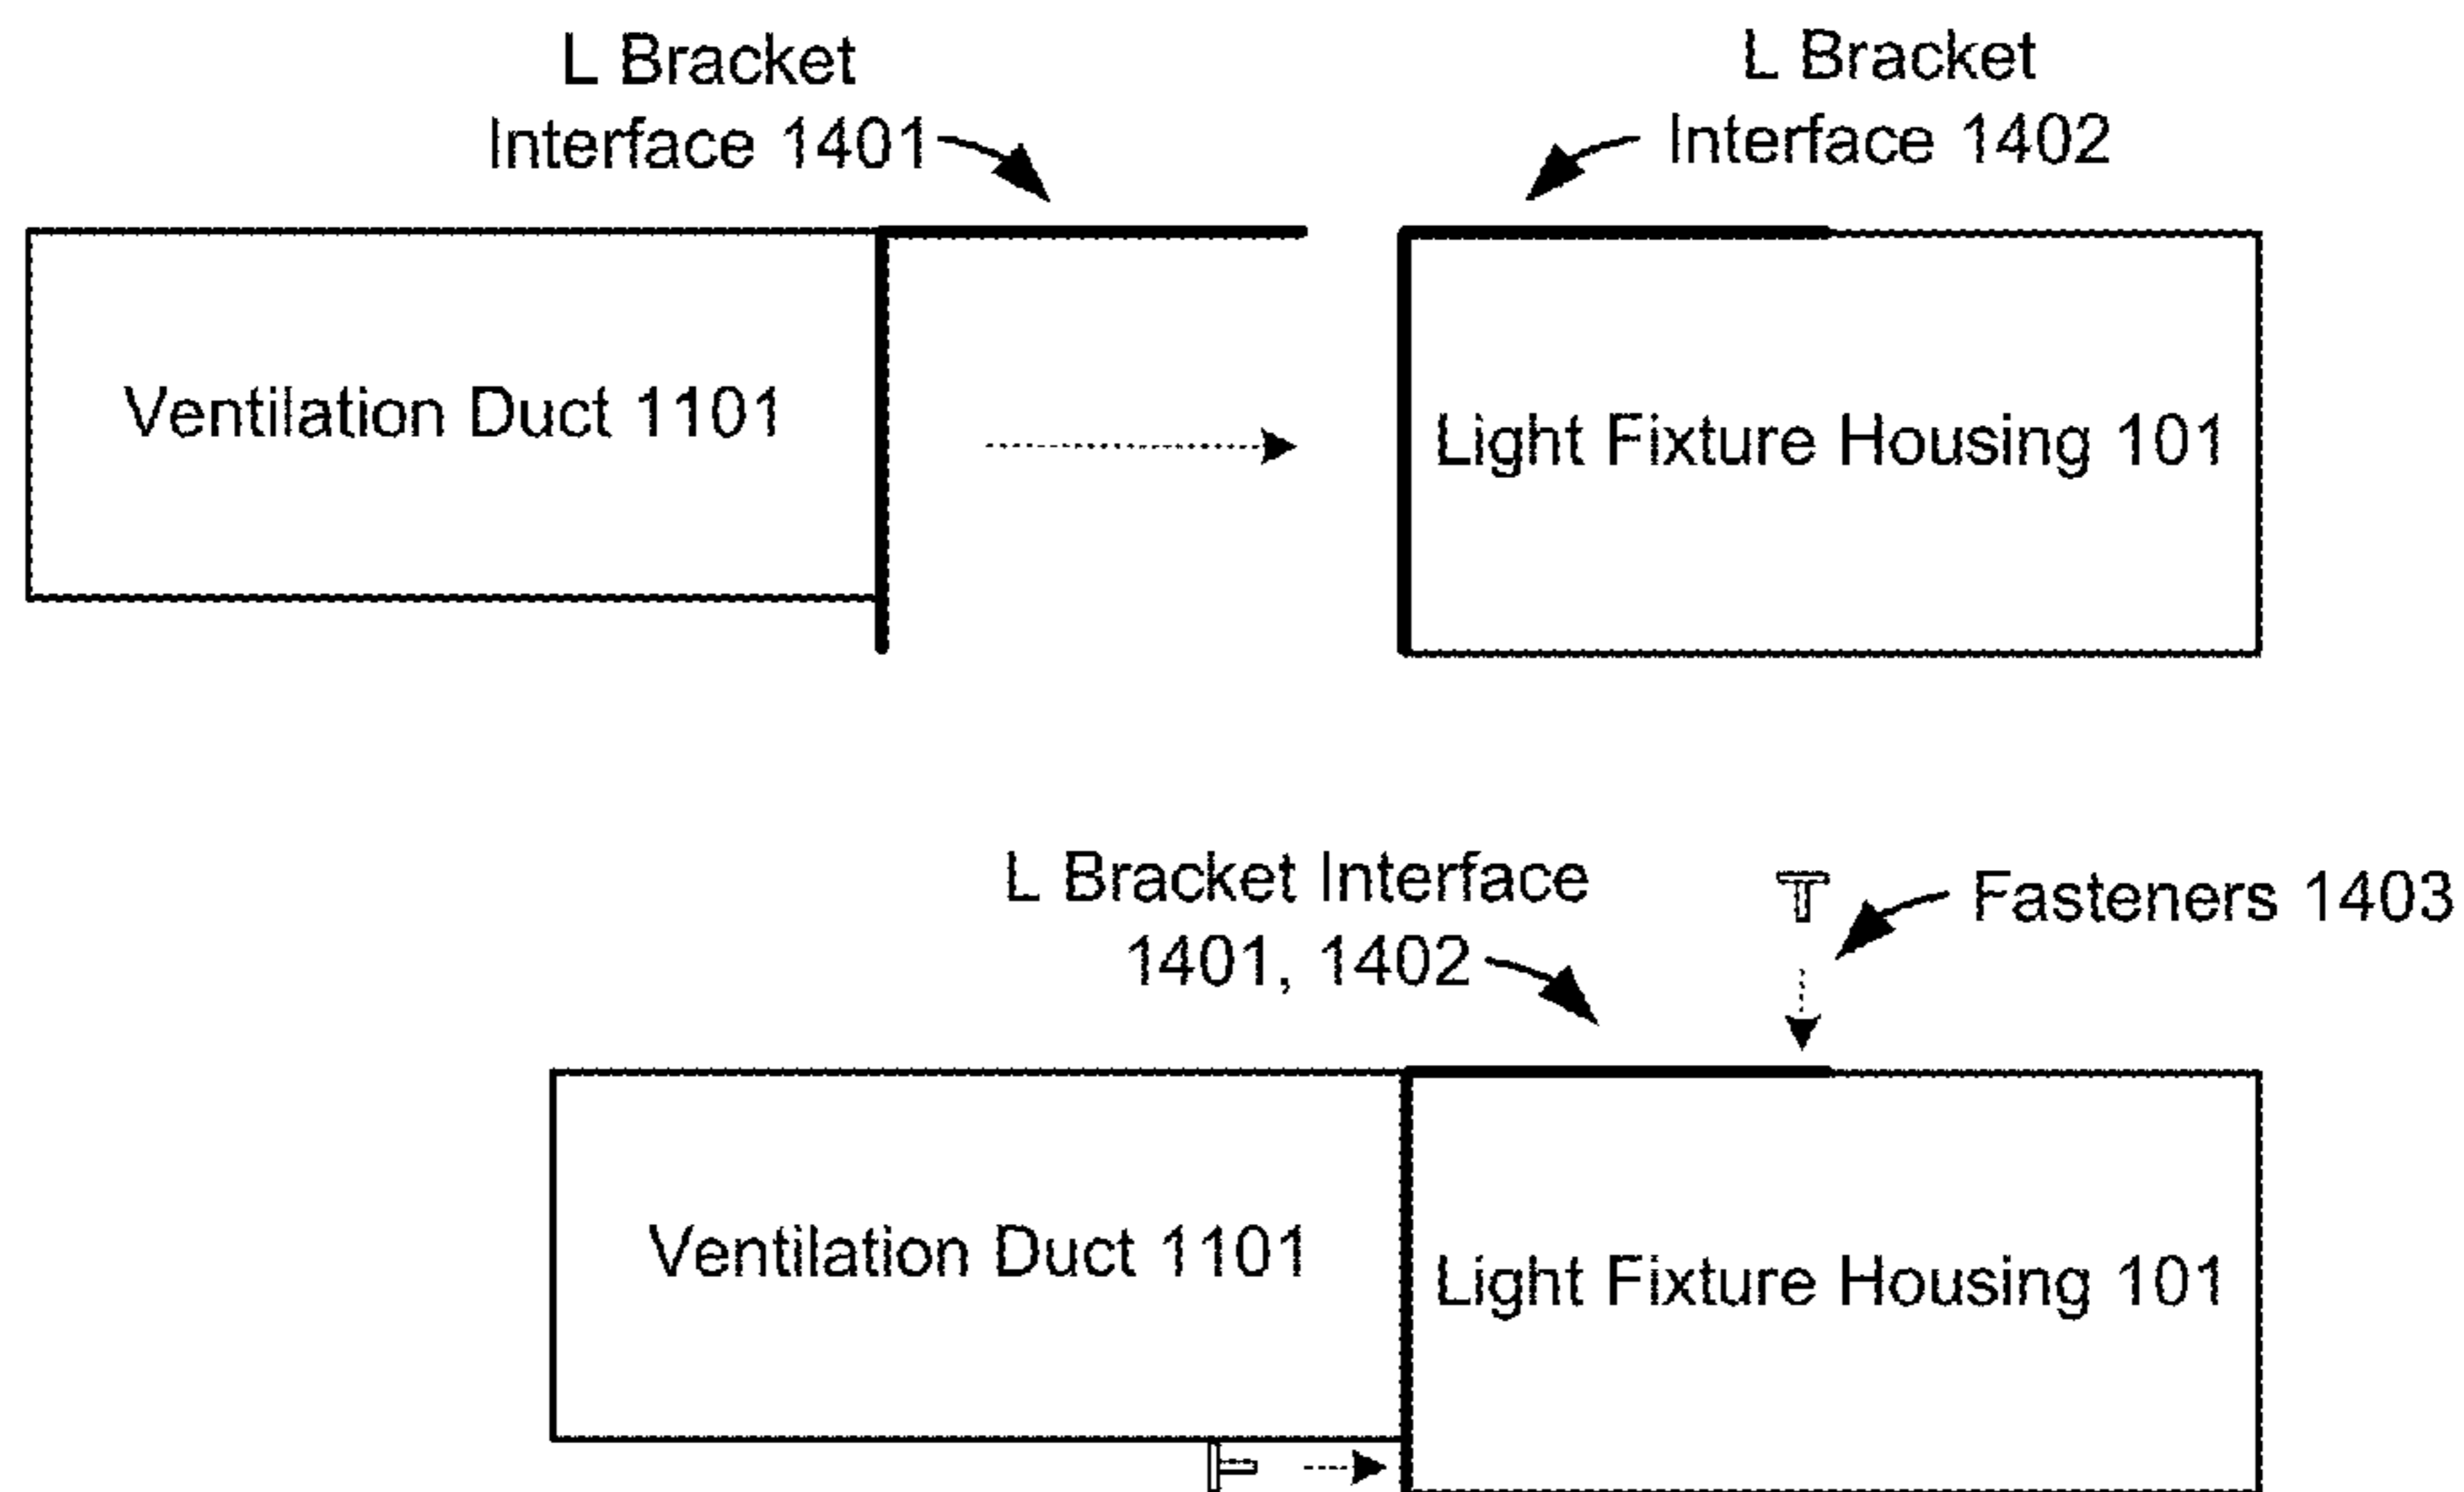 L Bracket
Interface 1401
L Bracket
Interface 1402
Ventilation Duct 1101
Light Fixture Housing 101
L Bracket Interface
1401, 1402
Fasteners 1403
Ventilation Duct 1101
Light Fixture Housing 101